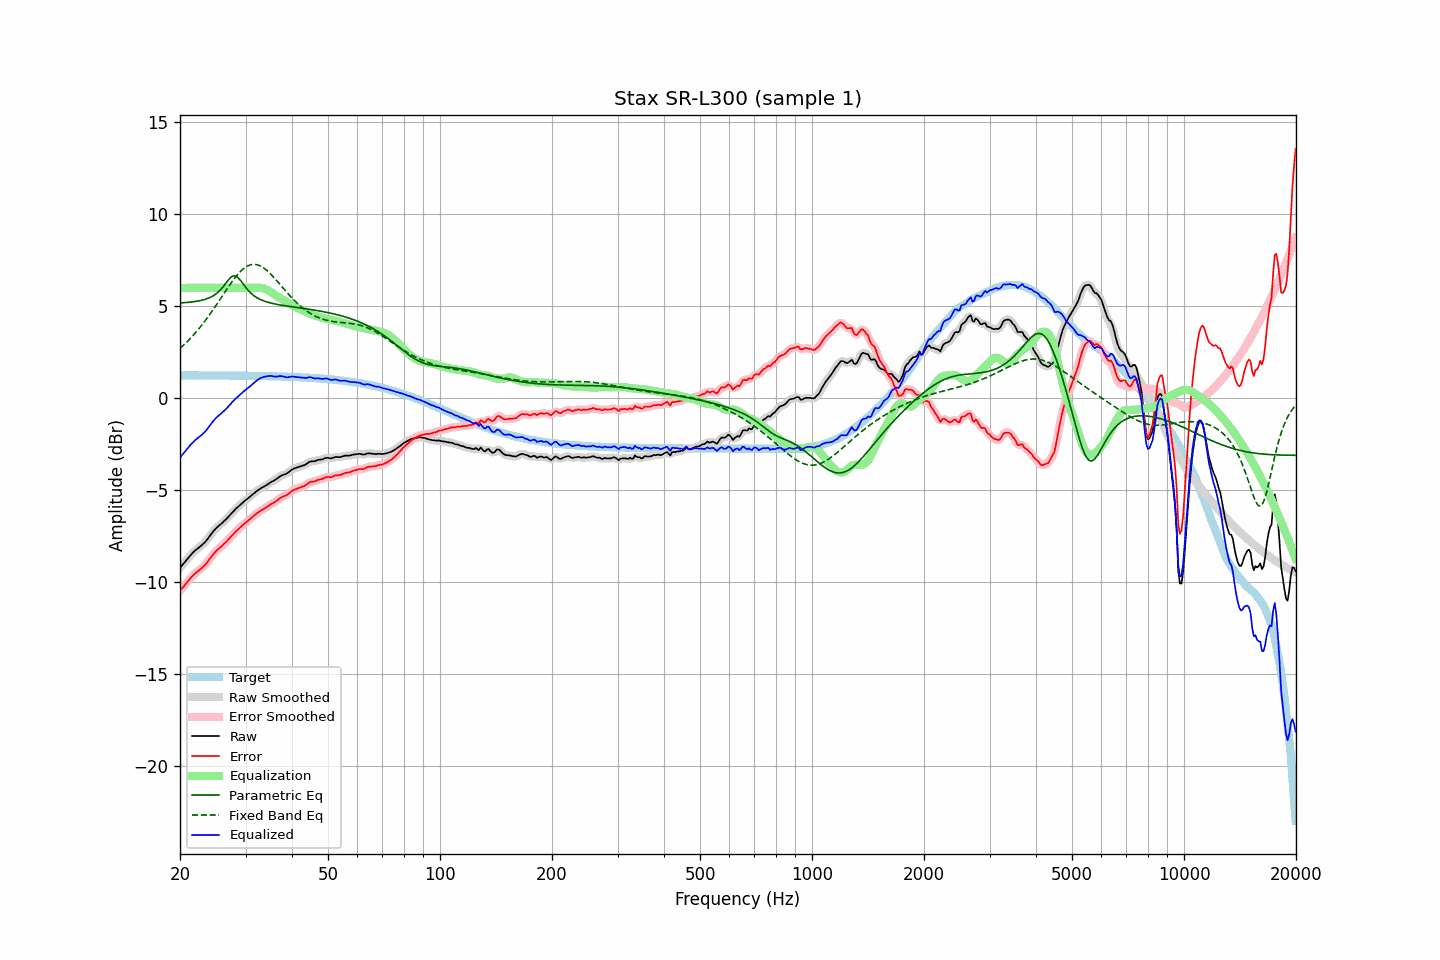 Stax SR-L300 (sample 1)
15
10
5
0
−5
−10
−15
−20
Amplitude (dBr)
Target
Raw Smoothed
Error Smoothed
Raw
Error
Equalization
Parametric Eq
Fixed Band Eq
Equalized
20 50 100 200 500 1000 2000 5000 10000 20000
Frequency (Hz)